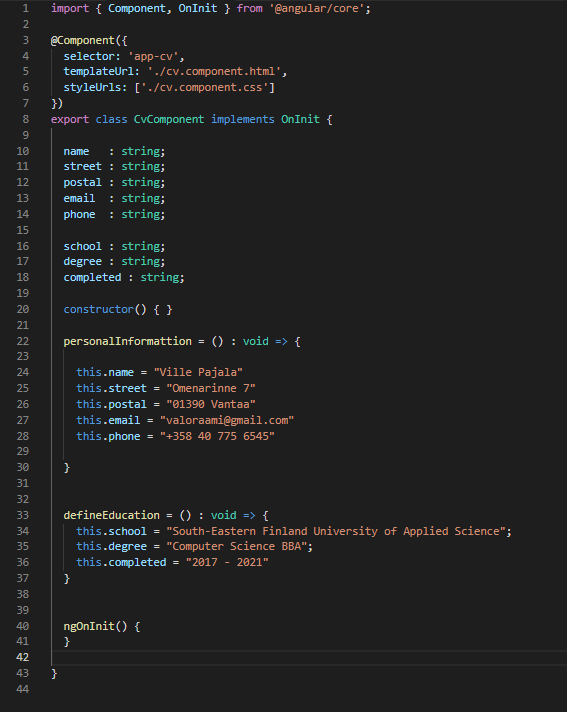 1 import { Component, OnInit } from '@angular/core';
2
3 @Component({
4   selector: 'app-cv',
5   templateUrl: './cv.component.html',
6   styleUrls: ['./cv.component.css']
7 })
8 export class CvComponent implements OnInit {
9
10   name   : string;
11   street : string;
12   postal : string;
13   email  : string;
14   phone  : string;
15
16   school : string;
17   degree : string;
18   completed : string;
19
20   constructor() { }
21
22   personalInformattion = () : void => {
23
24     this.name = "Ville Pajala"
25     this.street = "Omenarinne 7"
26     this.postal = "01390 Vantaa"
27     this.email = "valoraami@gmail.com"
28     this.phone = "+358 40 775 6545"
29
30   }
31
32
33   defineEducation = () : void => {
34     this.school = "South-Eastern Finland University of Applied Science";
35     this.degree = "Computer Science BBA";
36     this.completed = "2017 - 2021"
37   }
38
39
40   ngOnInit() {
41   }
42
43 }
44